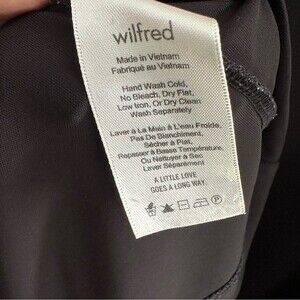 wilfred
Made in Vietnam
Fabriqué au Vietnam
Hand Wash Cold,
No Bleach, Dry Flat,
Low Iron, Or Dry Clean
Wash Separately
Laver à La Main à L'eau Froide,
Pas De Blanchiment,
Sécher à Plat,
Repasser à Basse Température,
Ou Nettoyer à Sec
Laver Séparément
A LITTLE LOVE
GOES A LONG WAY.